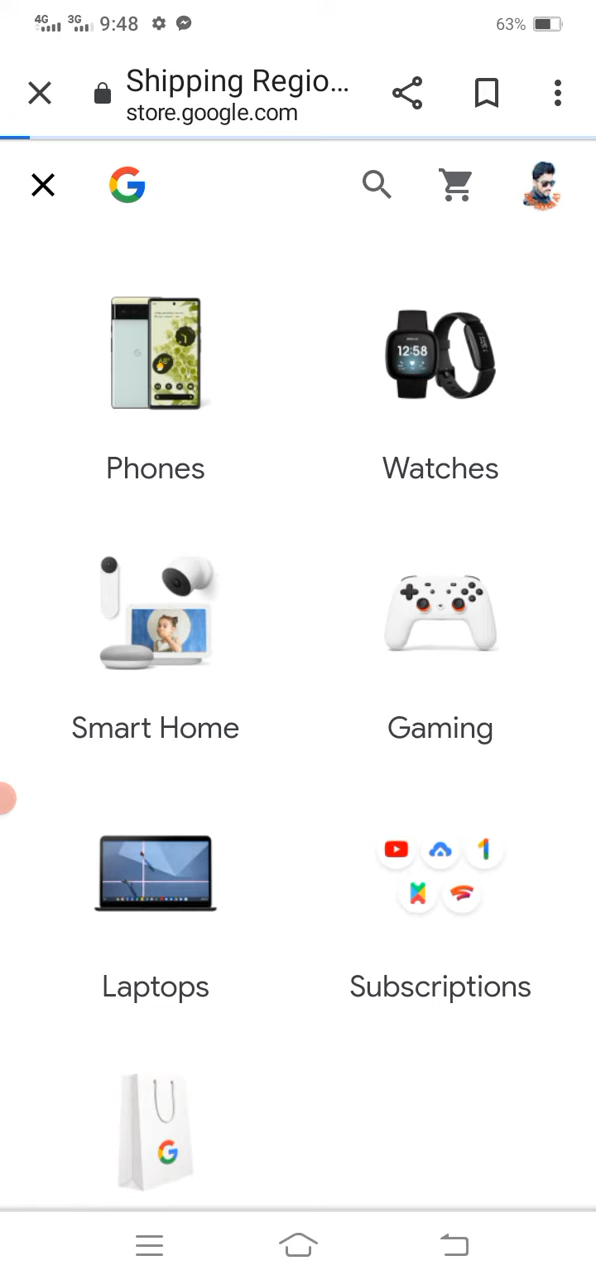 4G 3G 9:48 63%
Shipping Regio...
store.google.com
12:58
Phones Watches
Smart Home Gaming
Laptops Subscriptions